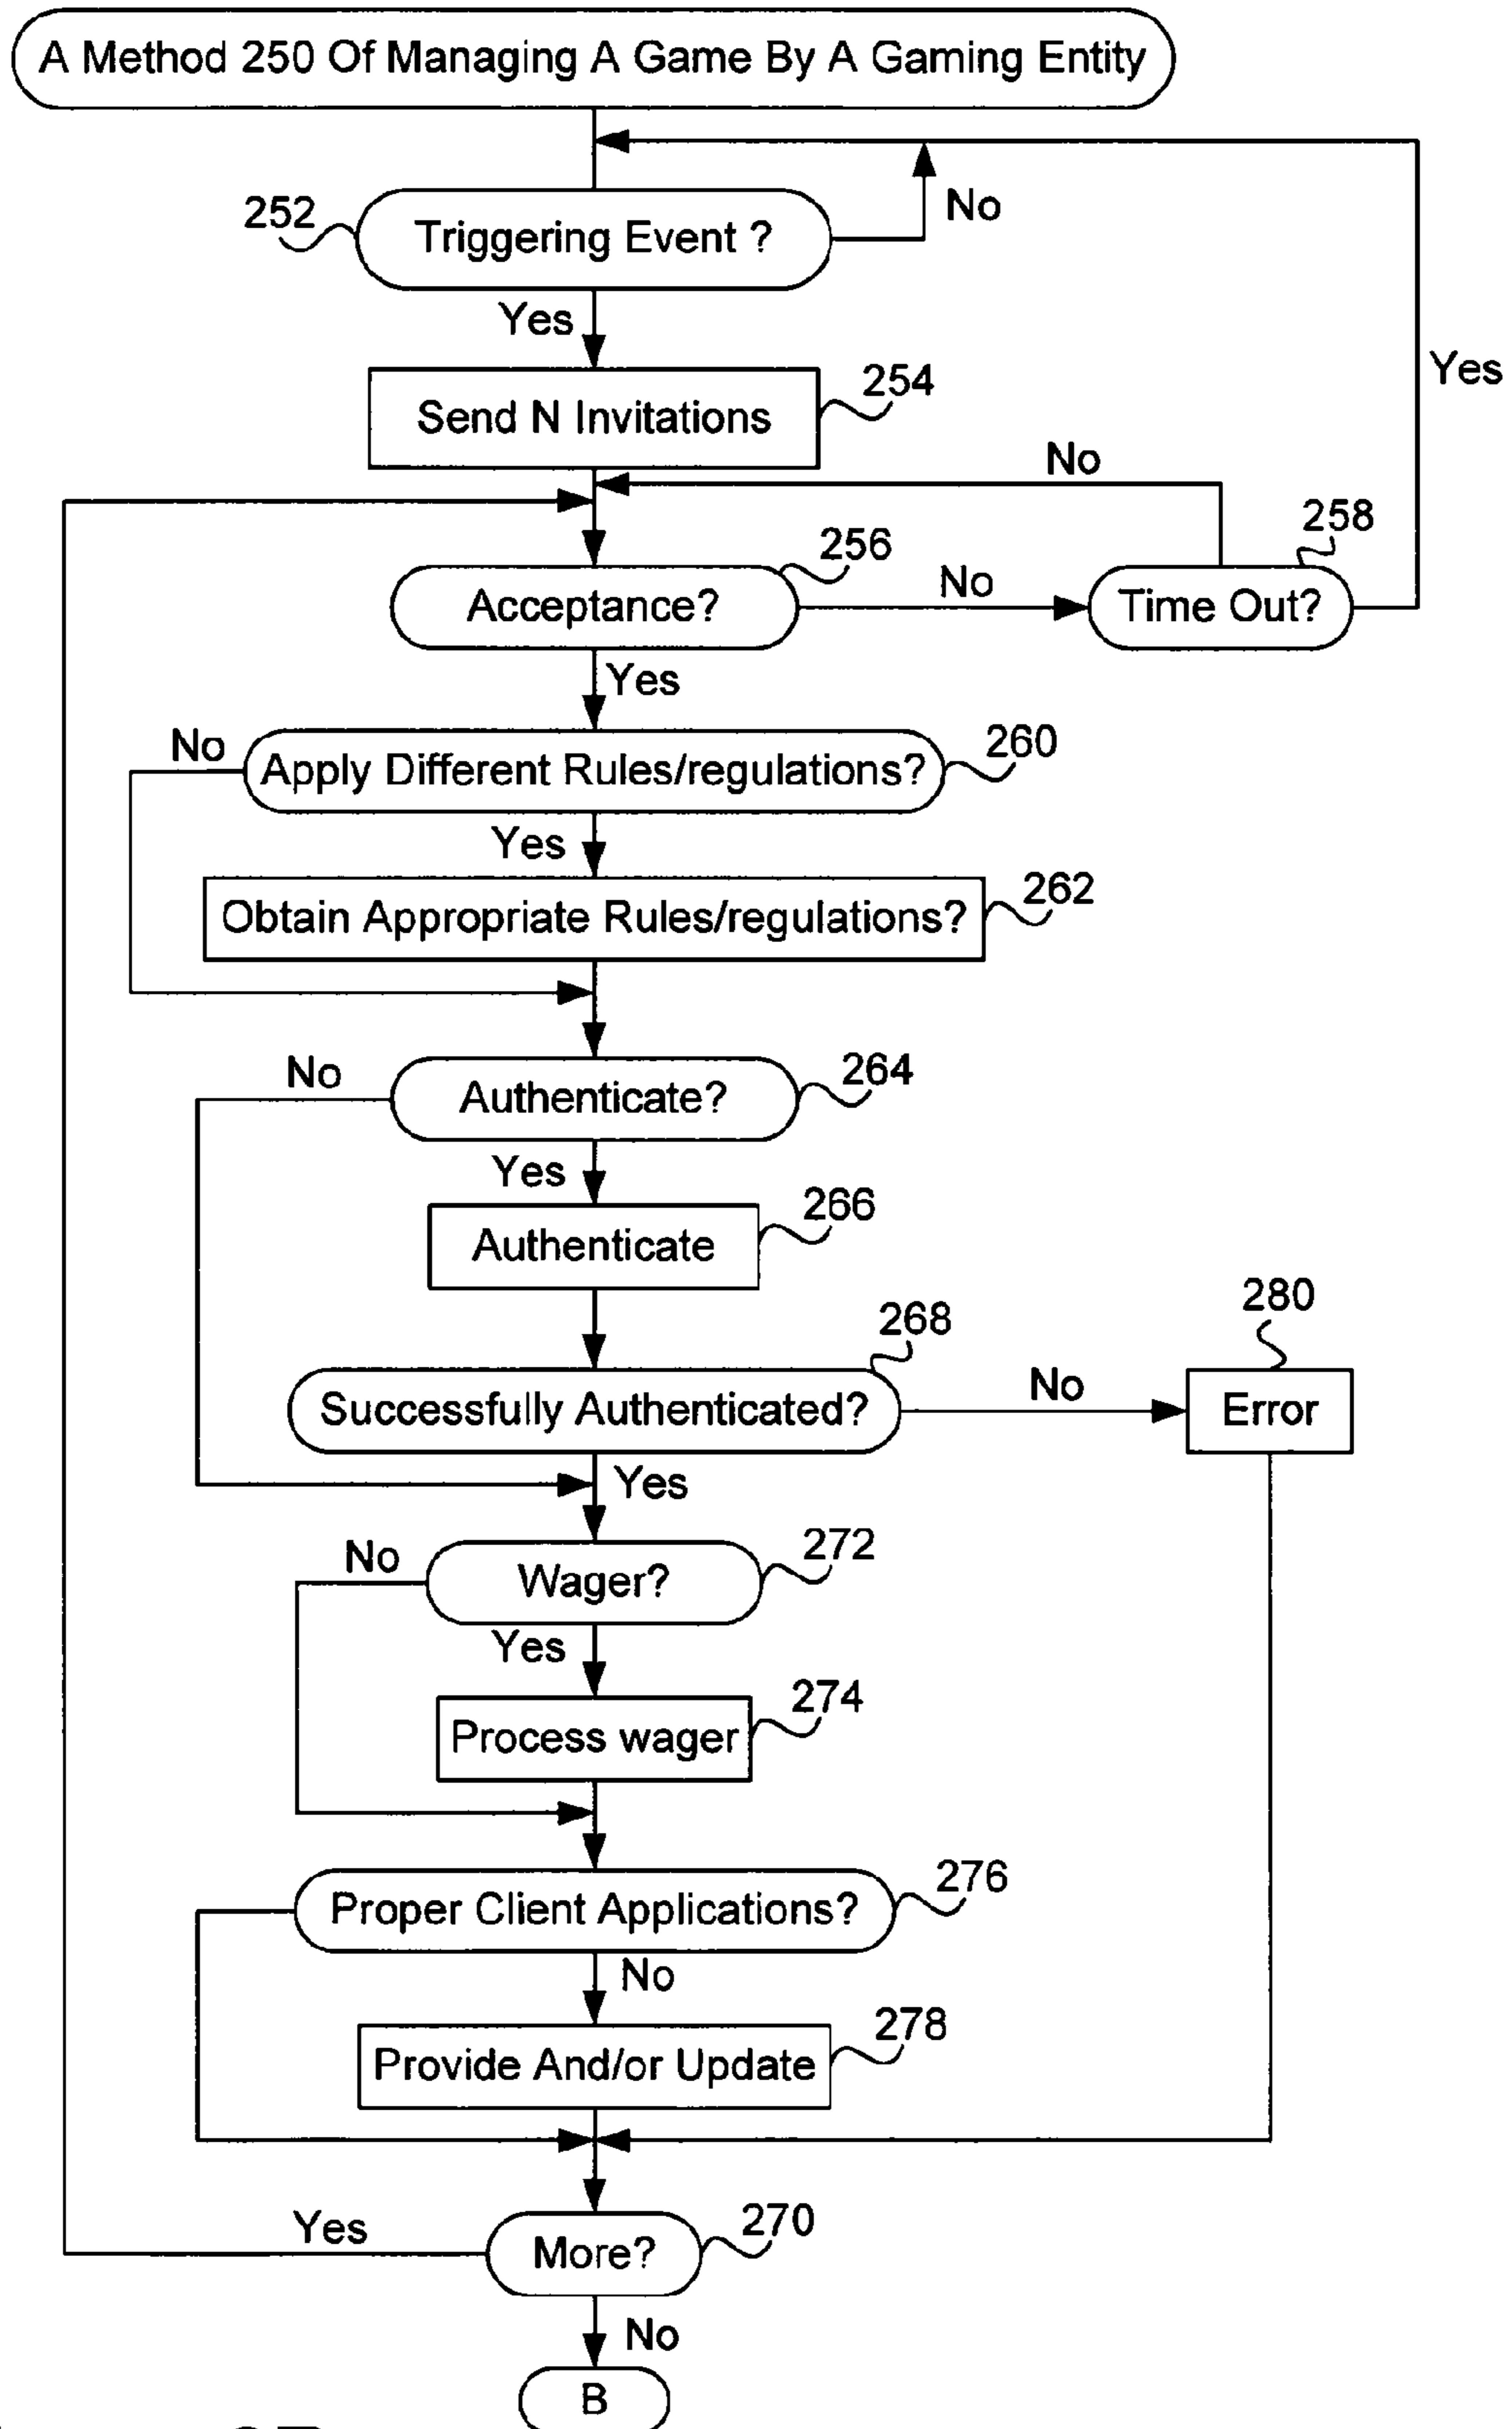 A Method 250 Of Managing A Game By A Gaming Entity
252
Triggering Event ?
No
Yes
Yes
254
Send N Invitations
No
258
256
Acceptance?
No
Time Out?
Yes
No
260
Apply Different Rules/regulations?
Yes
262
Obtain Appropriate Rules/regulations?
No
264
Authenticate?
Yes
266
Authenticate
280
268
Successfully Authenticated?
No
Error
Yes
No
272
Wager?
Yes
274
Process wager
276
Proper Client Applications?
No
278
Provide And/or Update
Yes
270
More?
No
B